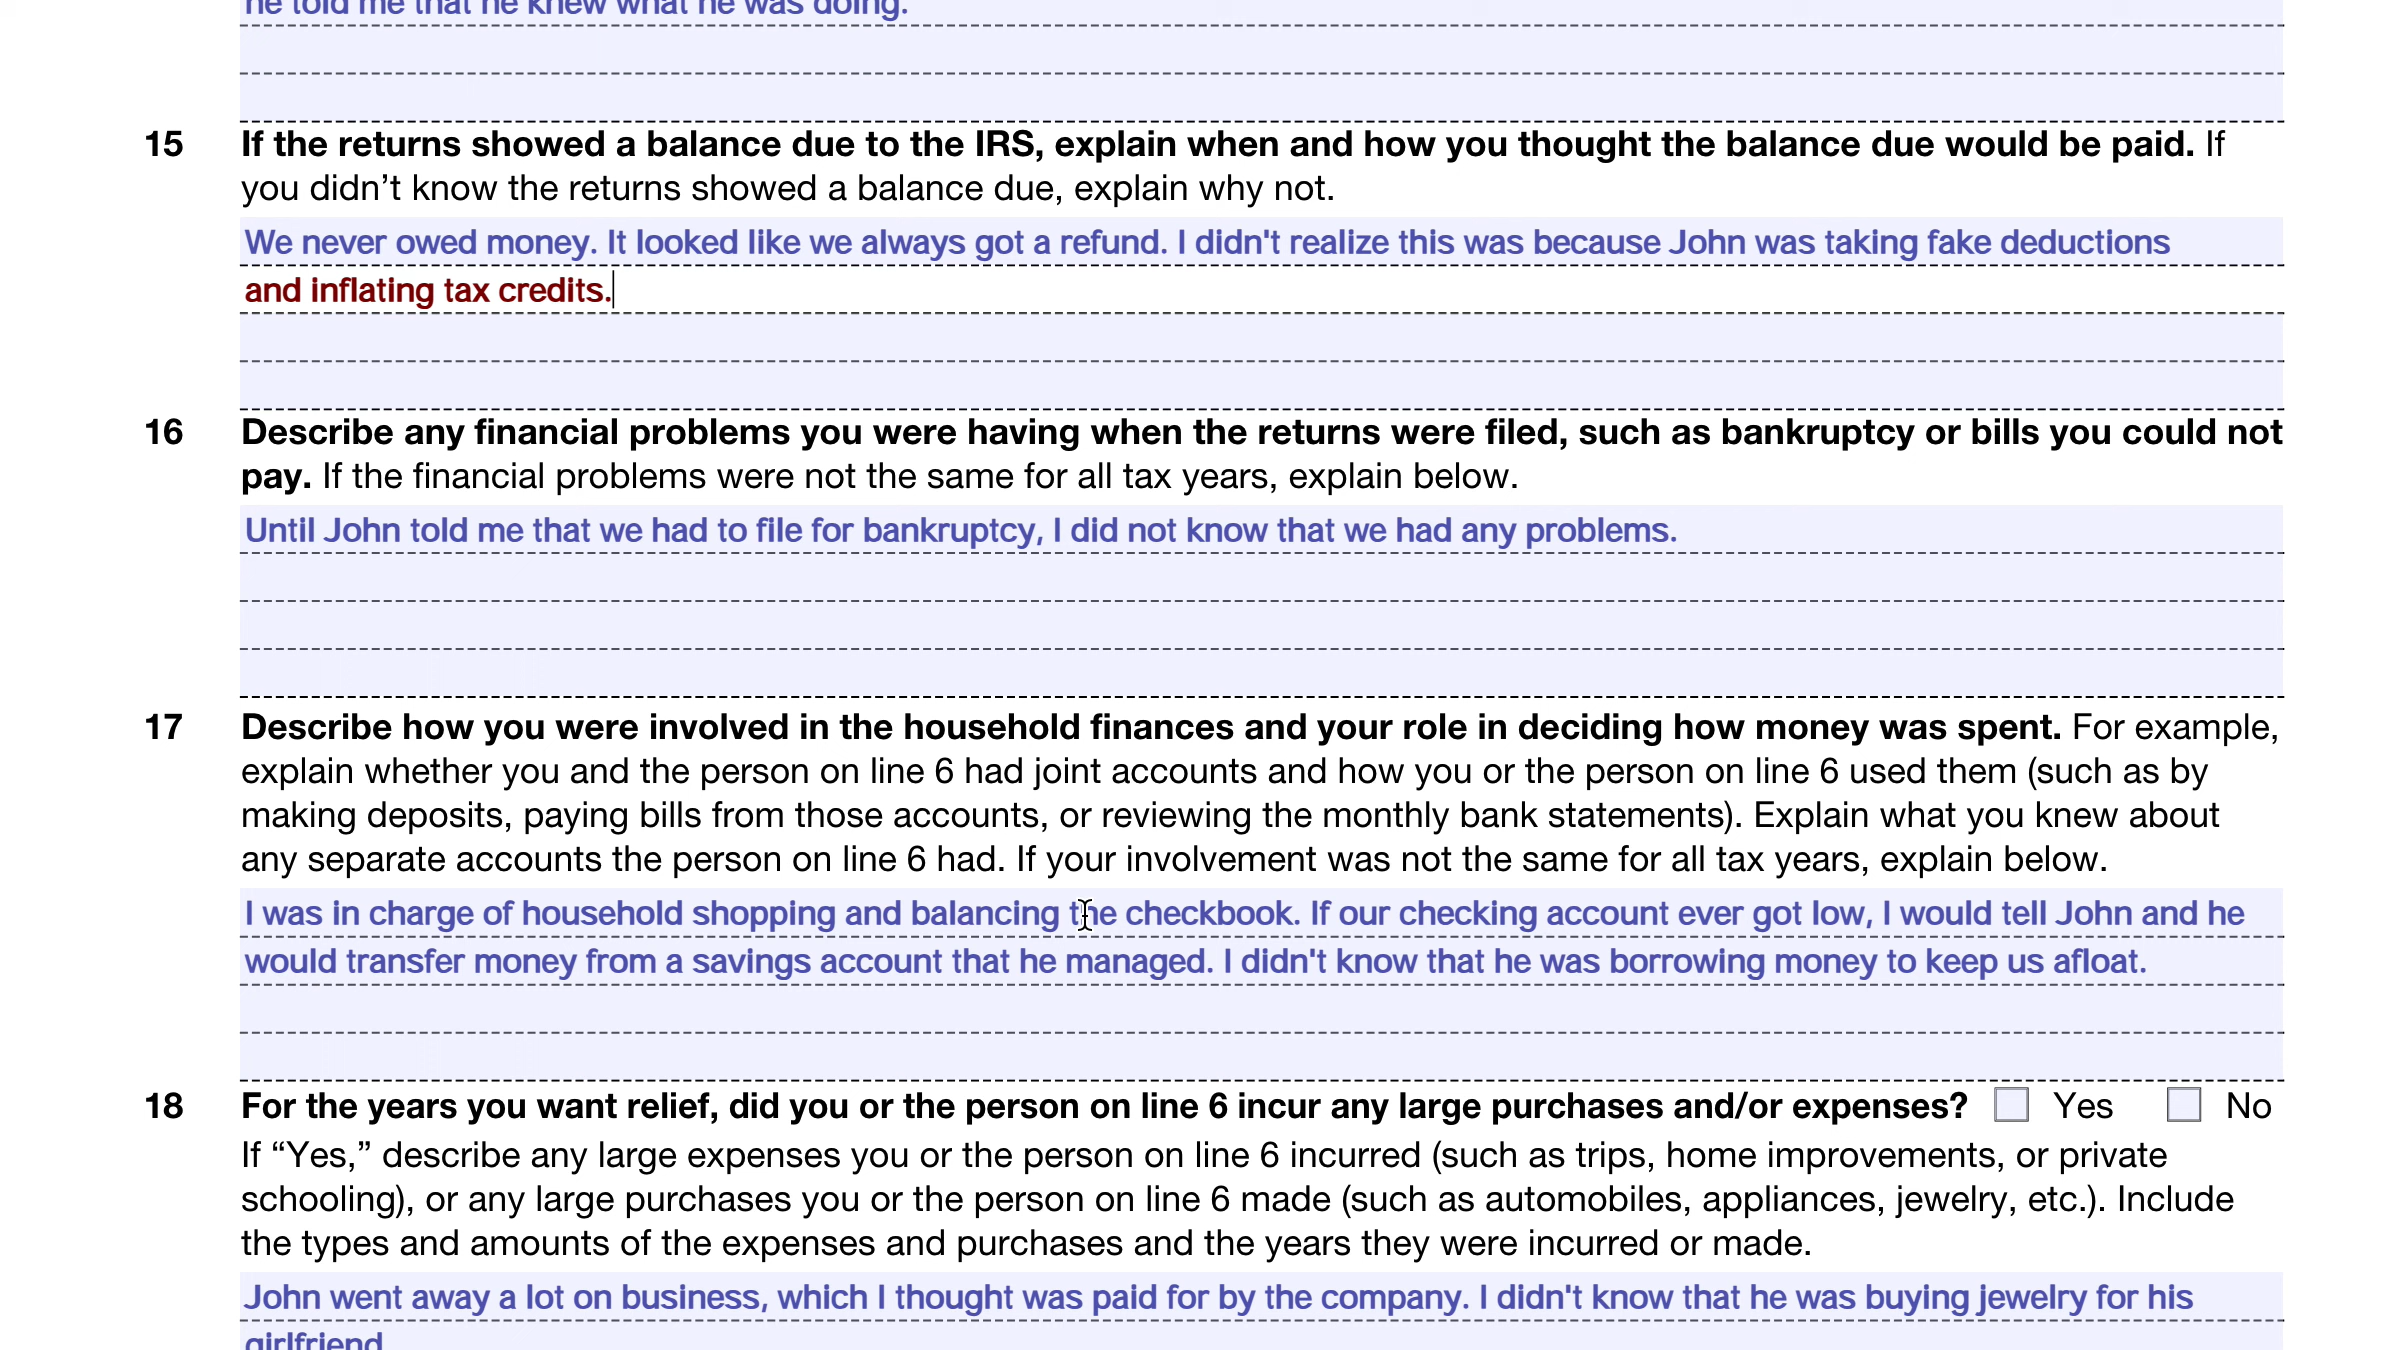 he told me that he knew what he was doing.
15 If the returns showed a balance due to the IRS, explain when and how you thought the balance due would be paid. If
you didn’t know the returns showed a balance due, explain why not.
We never owed money. It looked like we always got a refund. I didn't realize this was because John was taking fake deductions
and inflating tax credits.
16 Describe any financial problems you were having when the returns were filed, such as bankruptcy or bills you could not
pay. If the financial problems were not the same for all tax years, explain below.
Until John told me that we had to file for bankruptcy, I did not know that we had any problems.
17 Describe how you were involved in the household finances and your role in deciding how money was spent. For example,
explain whether you and the person on line 6 had joint accounts and how you or the person on line 6 used them (such as by
making deposits, paying bills from those accounts, or reviewing the monthly bank statements). Explain what you knew about
any separate accounts the person on line 6 had. If your involvement was not the same for all tax years, explain below.
I was in charge of household shopping and balancing the checkbook. If our checking account ever got low, I would tell John and he
would transfer money from a savings account that he managed. I didn't know that he was borrowing money to keep us afloat.
18 For the years you want relief, did you or the person on line 6 incur any large purchases and/or expenses? Yes No
If “Yes,” describe any large expenses you or the person on line 6 incurred (such as trips, home improvements, or private
schooling), or any large purchases you or the person on line 6 made (such as automobiles, appliances, jewelry, etc.). Include
the types and amounts of the expenses and purchases and the years they were incurred or made.
John went away a lot on business, which I thought was paid for by the company. I didn't know that he was buying jewelry for his
girlfriend